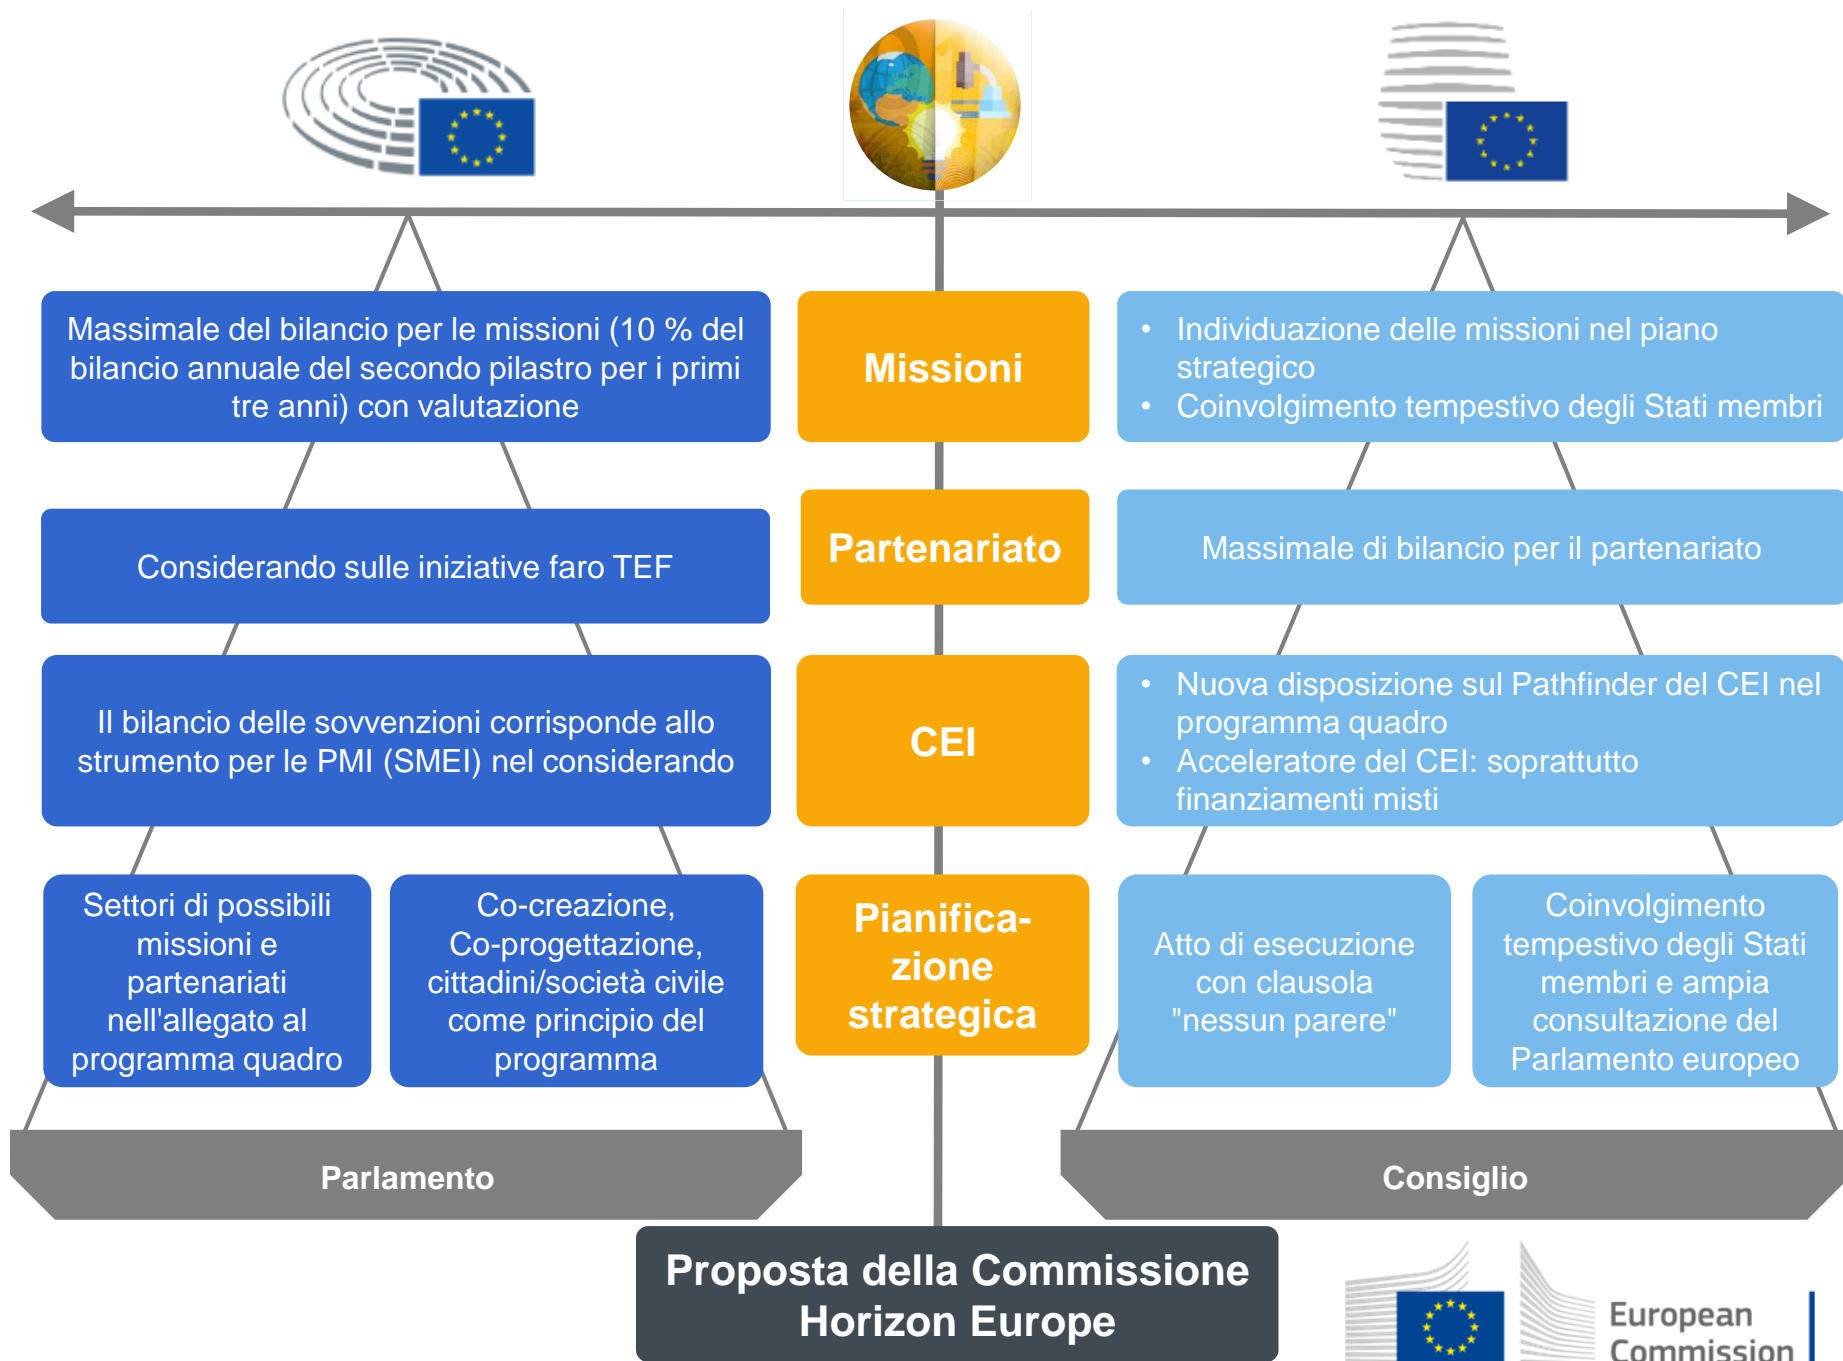 Massimale del bilancio per le missioni (10 % del
bilancio annuale del secondo pilastro per i primi
tre anni) con valutazione
Missioni
• Individuazione delle missioni nel piano
strategico
• Coinvolgimento tempestivo degli Stati membri
Considerando sulle iniziative faro TEF
Partenariato
Massimale di bilancio per il partenariato
Il bilancio delle sovvenzioni corrisponde allo
strumento per le PMI (SMEI) nel considerando
CEI
• Nuova disposizione sul Pathfinder del CEI nel
programma quadro
• Acceleratore del CEI: soprattutto
finanziamenti misti
Settori di possibili
missioni e
partenariati
nell'allegato al
programma quadro
Co-creazione,
Co-progettazione,
cittadini/società civile
come principio del
programma
Pianifica-
zione
strategica
Atto di esecuzione
con clausola
"nessun parere"
Coinvolgimento
tempestivo degli Stati
membri e ampia
consultazione del
Parlamento europeo
Parlamento
Consiglio
Proposta della Commissione
Horizon Europe
European
Commission